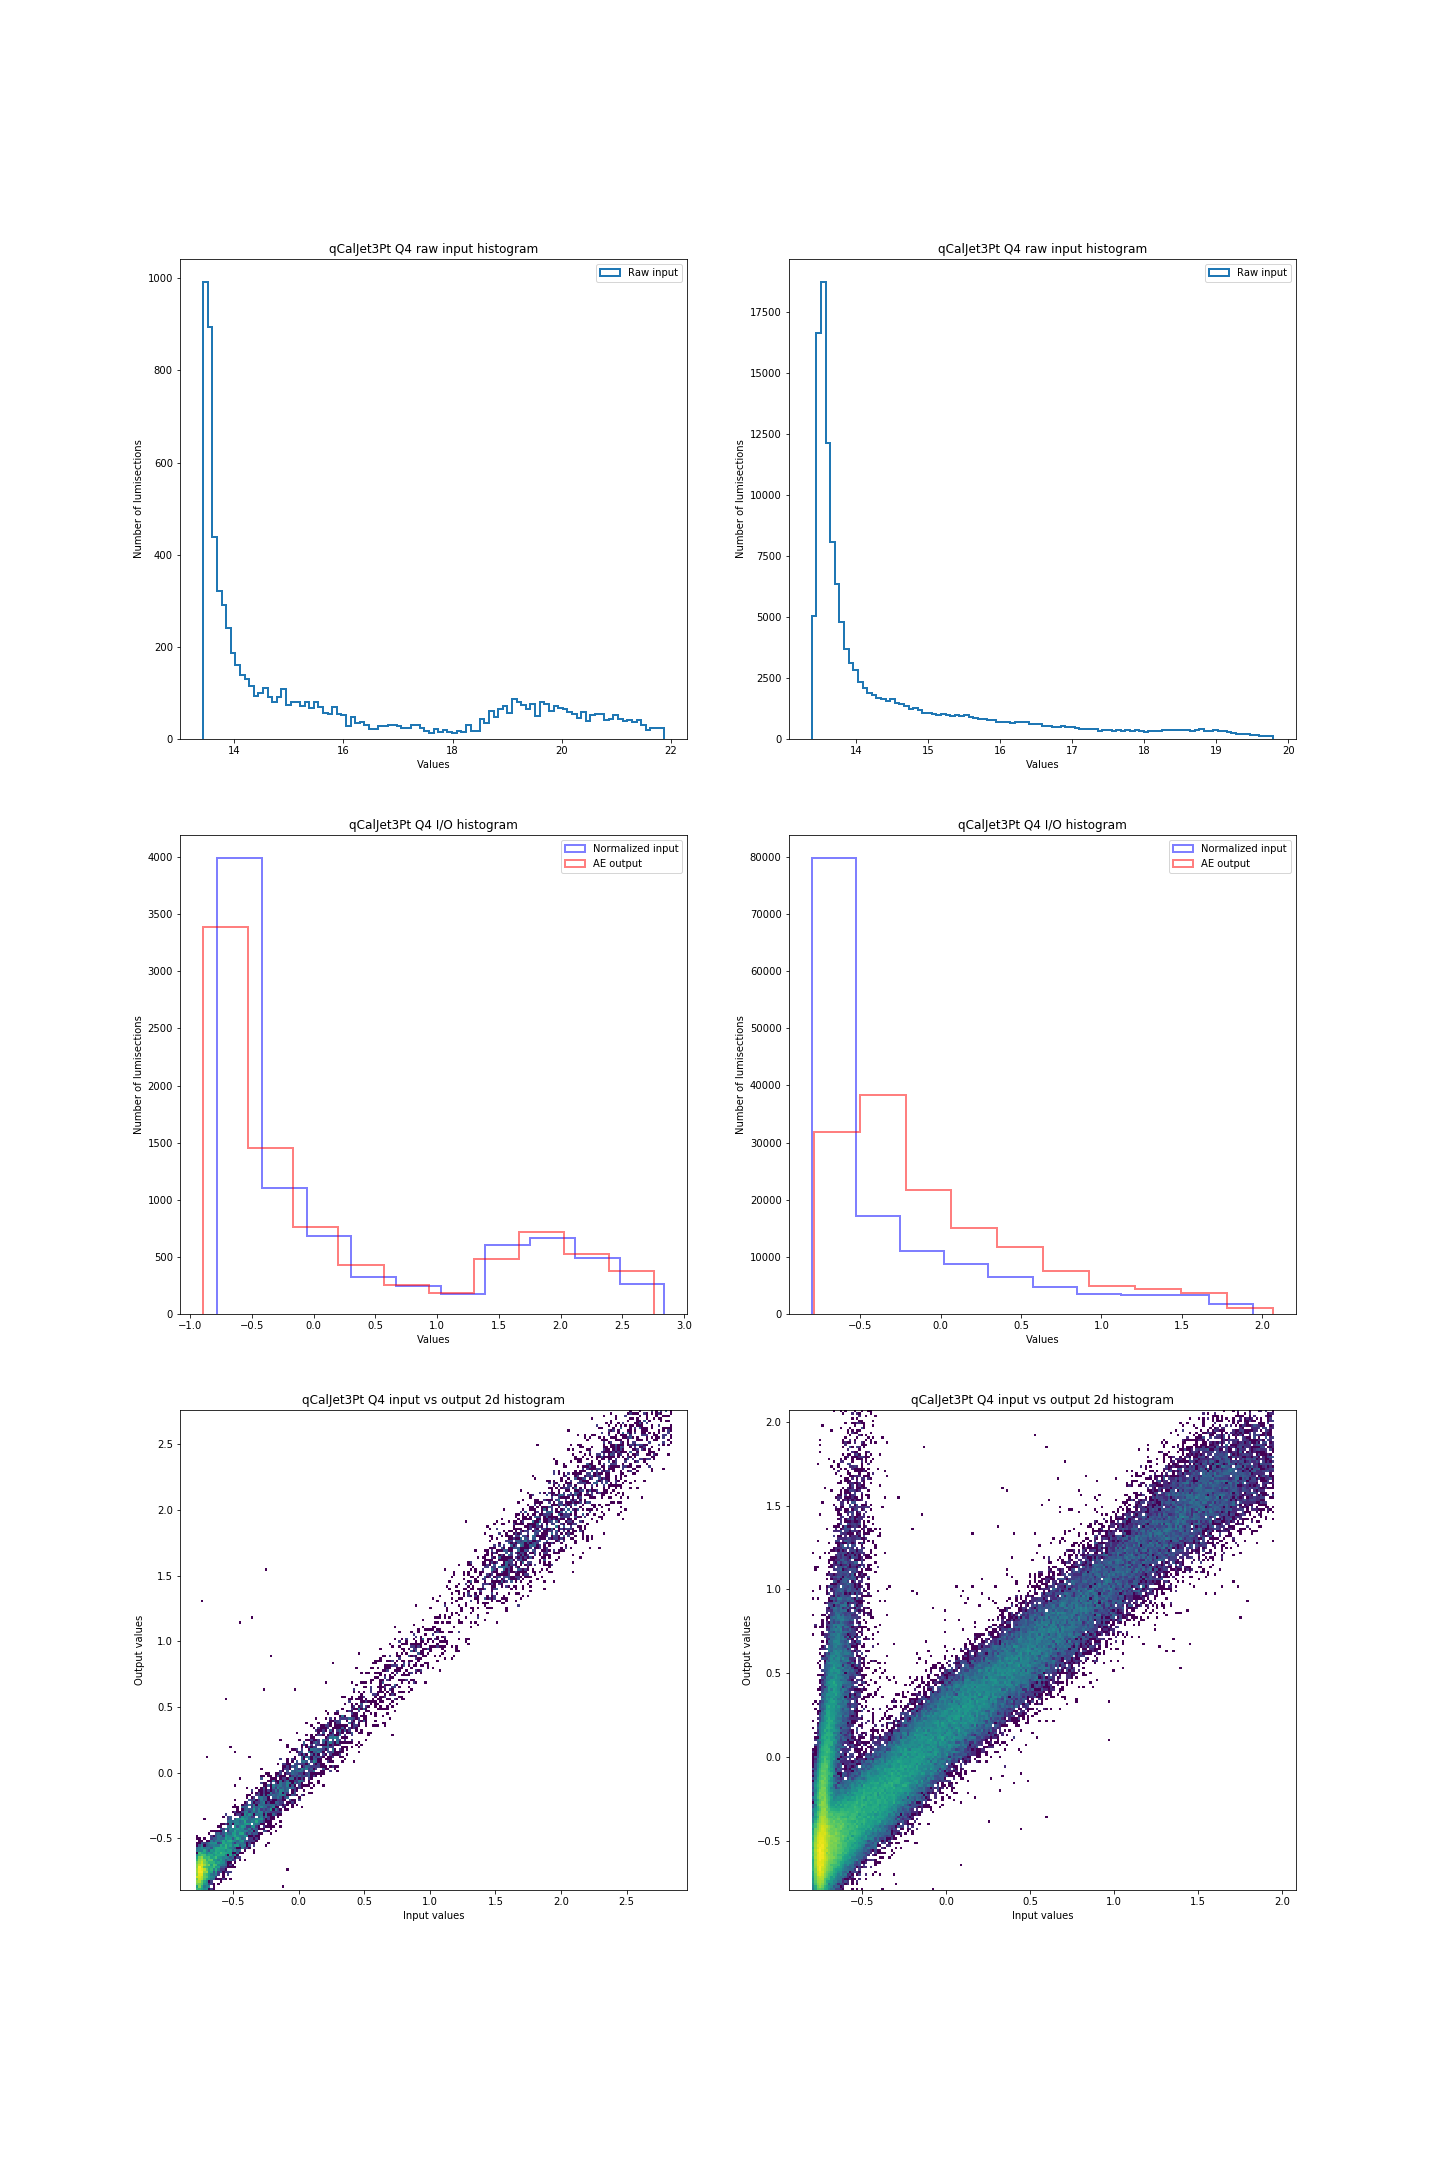 qCalJet3Pt Q4 raw input histogram
Raw input
1000
800
600
400
200
0
Number of lumisections
14 16 18 20 22
Values
qCalJet3Pt Q4 raw input histogram
Raw input
17500
15000
12500
10000
7500
5000
2500
0
Number of lumisections
14 15 16 17 18 19 20
Values
qCalJet3Pt Q4 I/O histogram
Normalized input
AE output
4000
3500
3000
2500
2000
1500
1000
500
0
Number of lumisections
−1.0 −0.5 0.0 0.5 1.0 1.5 2.0 2.5 3.0
Values
qCalJet3Pt Q4 I/O histogram
Normalized input
AE output
80000
70000
60000
50000
40000
30000
20000
10000
0
Number of lumisections
−0.5 0.0 0.5 1.0 1.5 2.0
Values
qCalJet3Pt Q4 input vs output 2d histogram
2.5
2.0
1.5
1.0
0.5
0.0
−0.5
Output values
−0.5 0.0 0.5 1.0 1.5 2.0 2.5
Input values
qCalJet3Pt Q4 input vs output 2d histogram
2.0
1.5
1.0
0.5
0.0
−0.5
Output values
−0.5 0.0 0.5 1.0 1.5 2.0
Input values